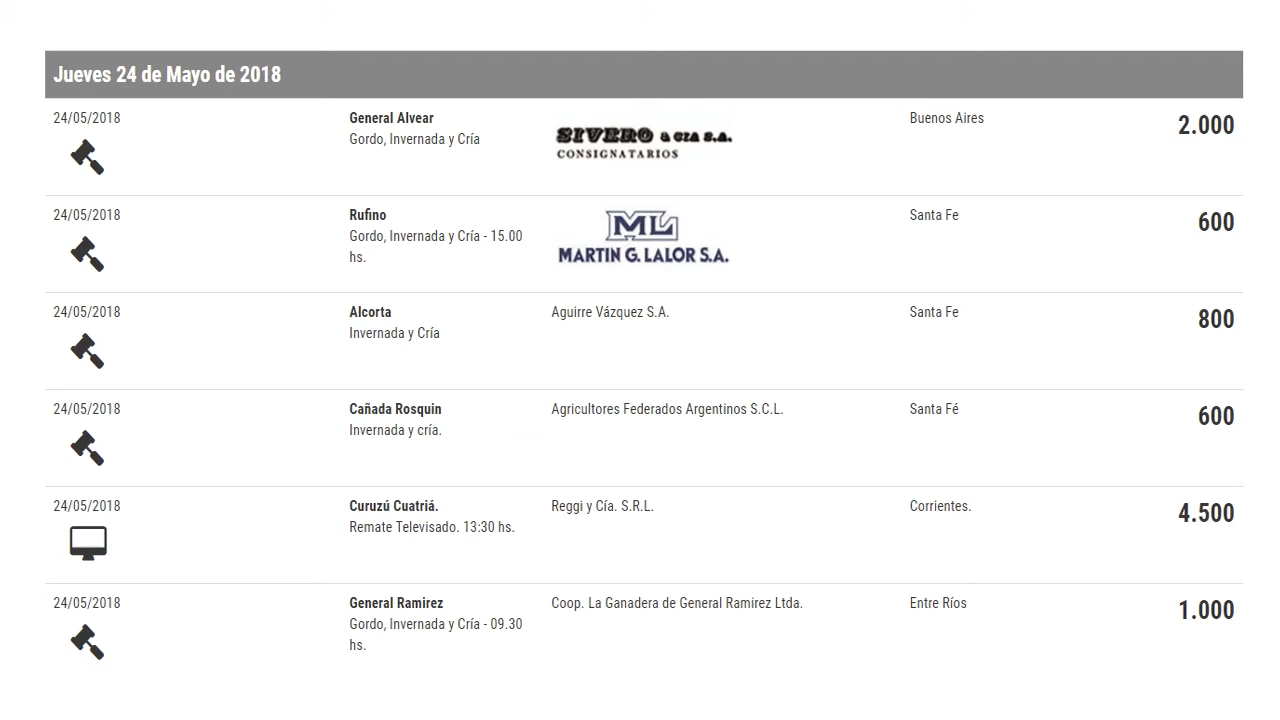 Jueves 24 de Mayo de 2018
24/05/2018
General Alvear
Gordo, Invernada y Cría
SIVERO & CIA S.A.
CONSIGNATARIOS
Buenos Aires
2.000
24/05/2018
Rufino
Gordo, Invernada y Cría - 15.00
hs.
ML
MARTIN G. LALOR S.A.
Santa Fe
600
24/05/2018
Alcorta
Invernada y Cría
Aguirre Vázquez S.A.
Santa Fe
800
24/05/2018
Cañada Rosquin
Invernada y cría.
Agricultores Federados Argentinos S.C.L.
Santa Fé
600
24/05/2018
Curuzú Cuatriá.
Remate Televisado. 13:30 hs.
Reggi y Cía. S.R.L.
Corrientes.
4.500
24/05/2018
General Ramirez
Gordo, Invernada y Cría - 09.30
hs.
Coop. La Ganadera de General Ramirez Ltda.
Entre Ríos
1.000